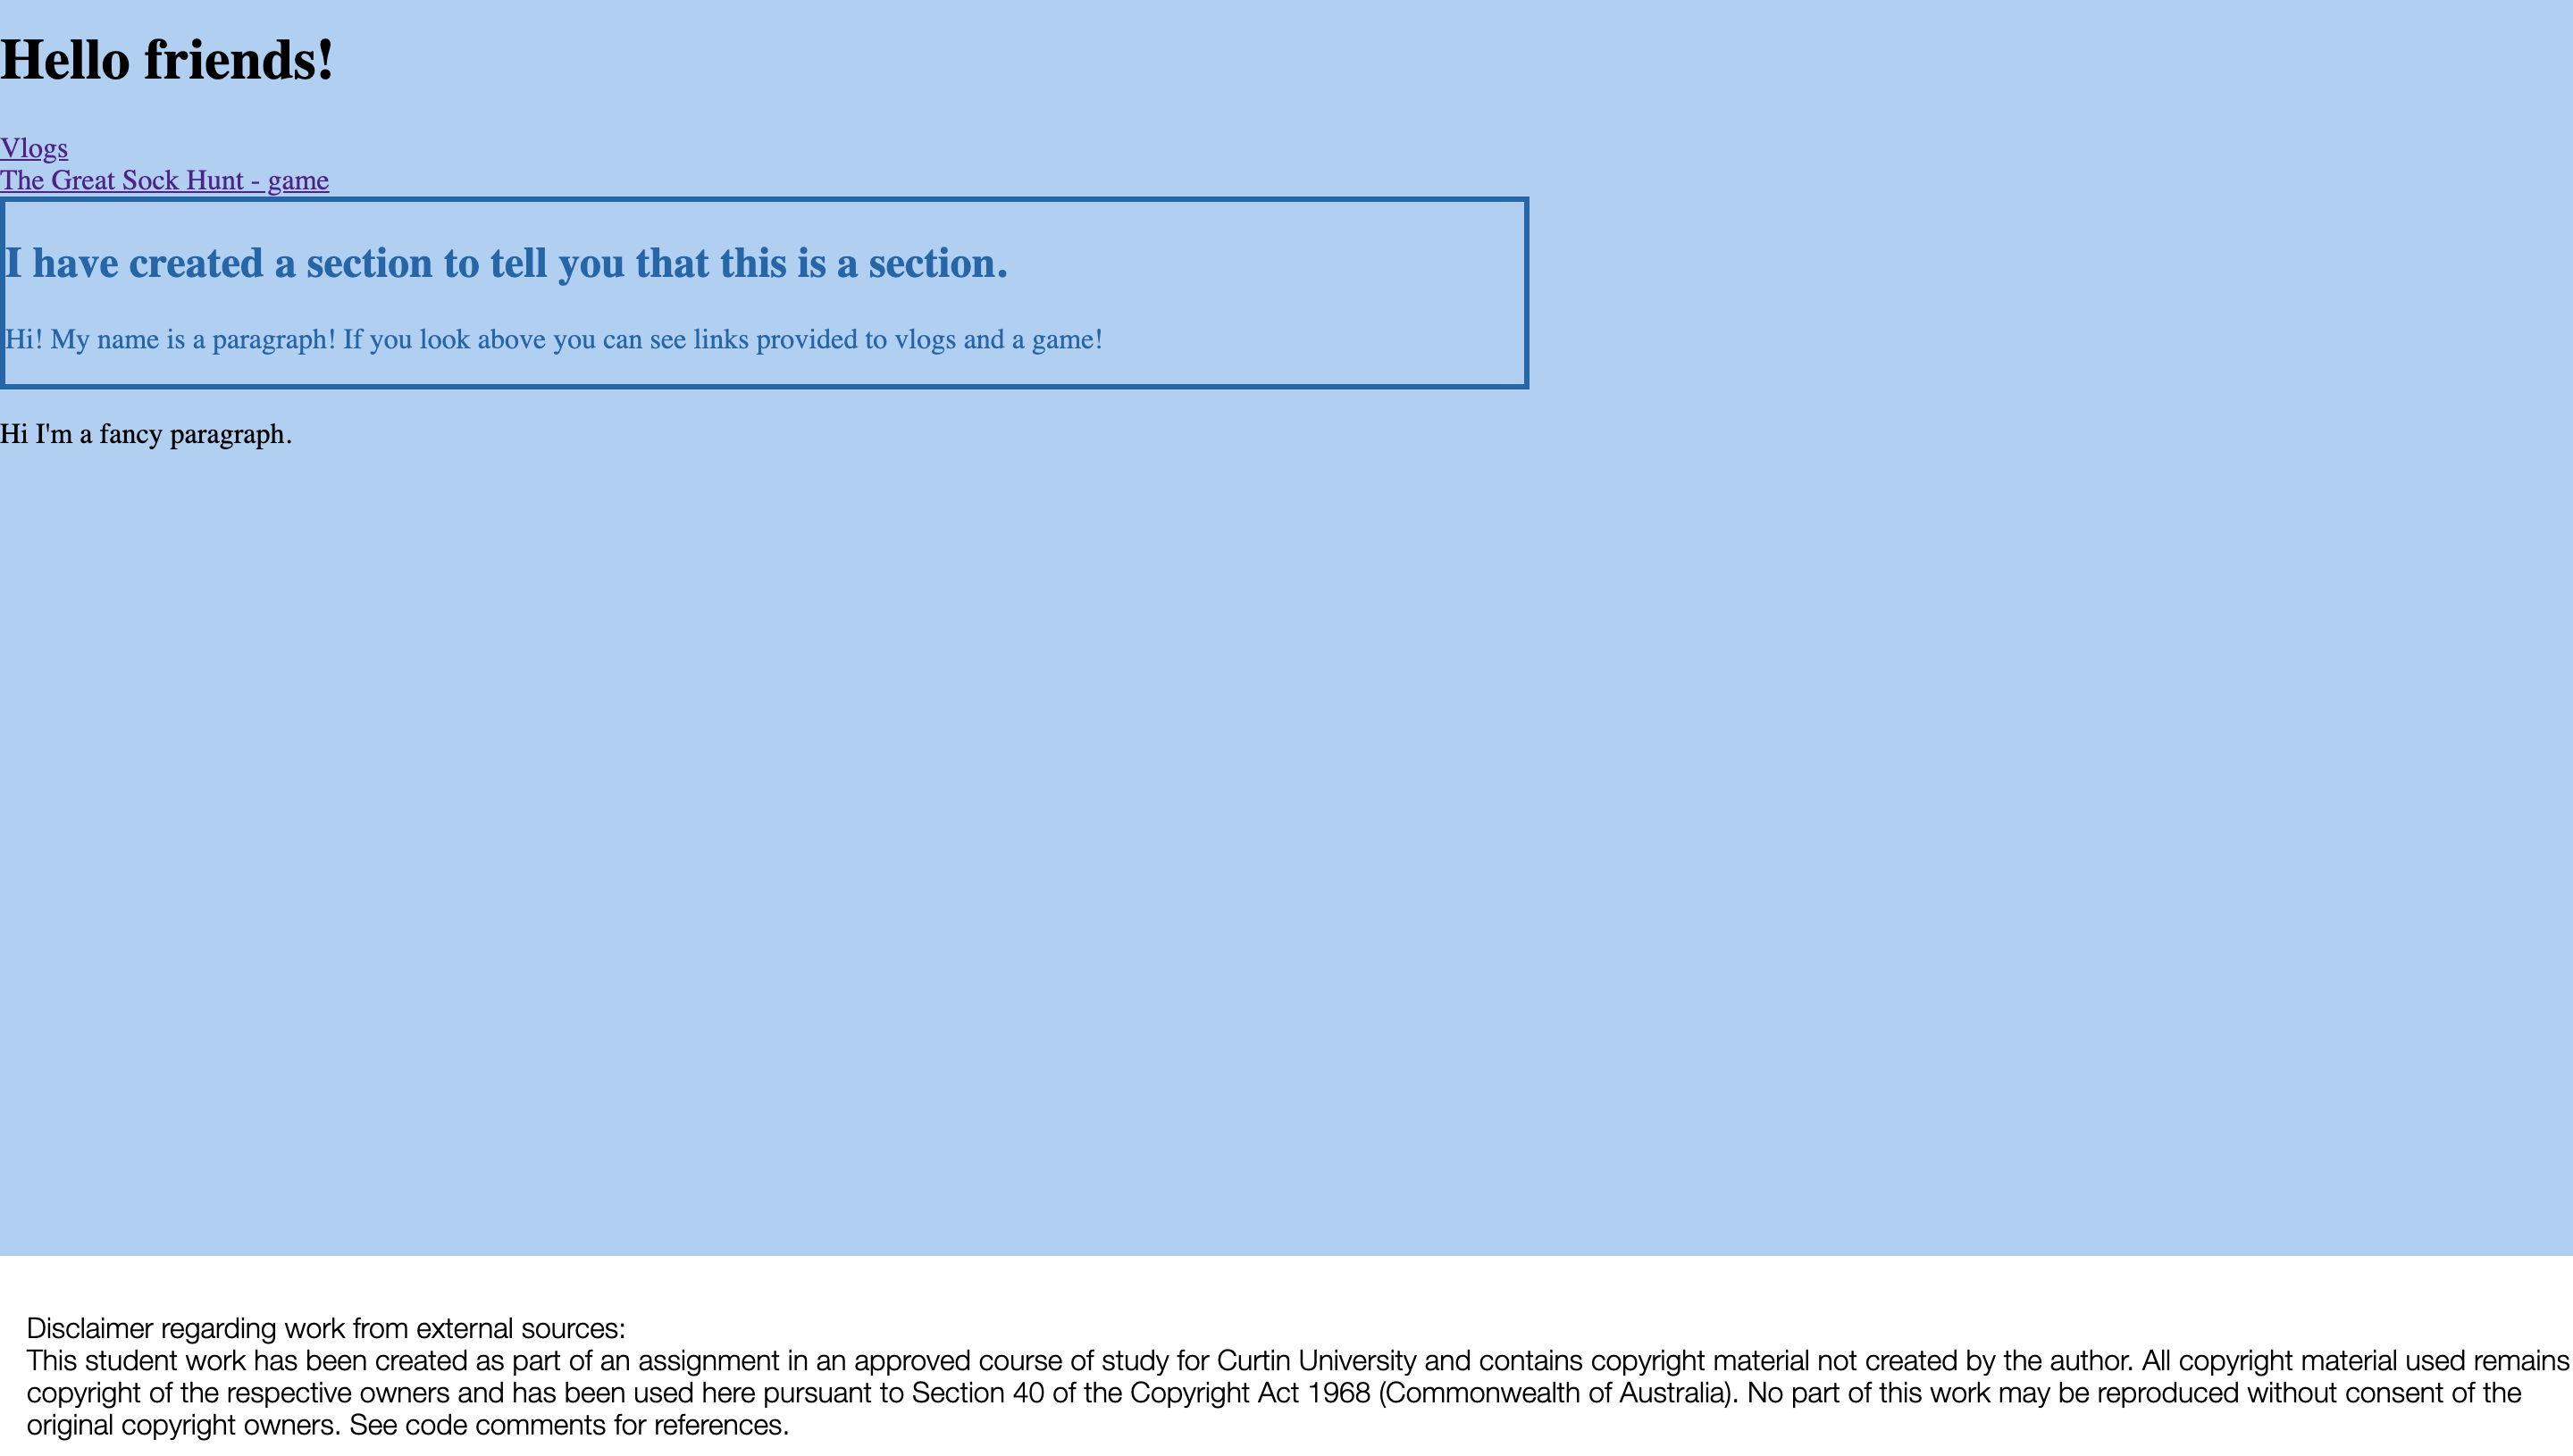 Hello friends!
Vlogs
The Great Sock Hunt - game
I have created a section to tell you that this is a section.
Hi! My name is a paragraph! If you look above you can see links provided to vlogs and a game!
Hi I'm a fancy paragraph.
Disclaimer regarding work from external sources:
This student work has been created as part of an assignment in an approved course of study for Curtin University and contains copyright material not created by the author. All copyright material used remains
copyright of the respective owners and has been used here pursuant to Section 40 of the Copyright Act 1968 (Commonwealth of Australia). No part of this work may be reproduced without consent of the
original copyright owners. See code comments for references.